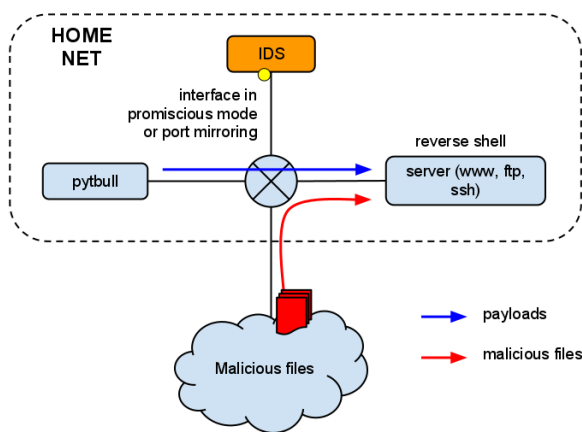 HOME
NET
IDS
interface in
promiscious mode
or port mirroring
reverse shell
pytbull
server (www, ftp,
ssh)
Malicious files
payloads
malicious files